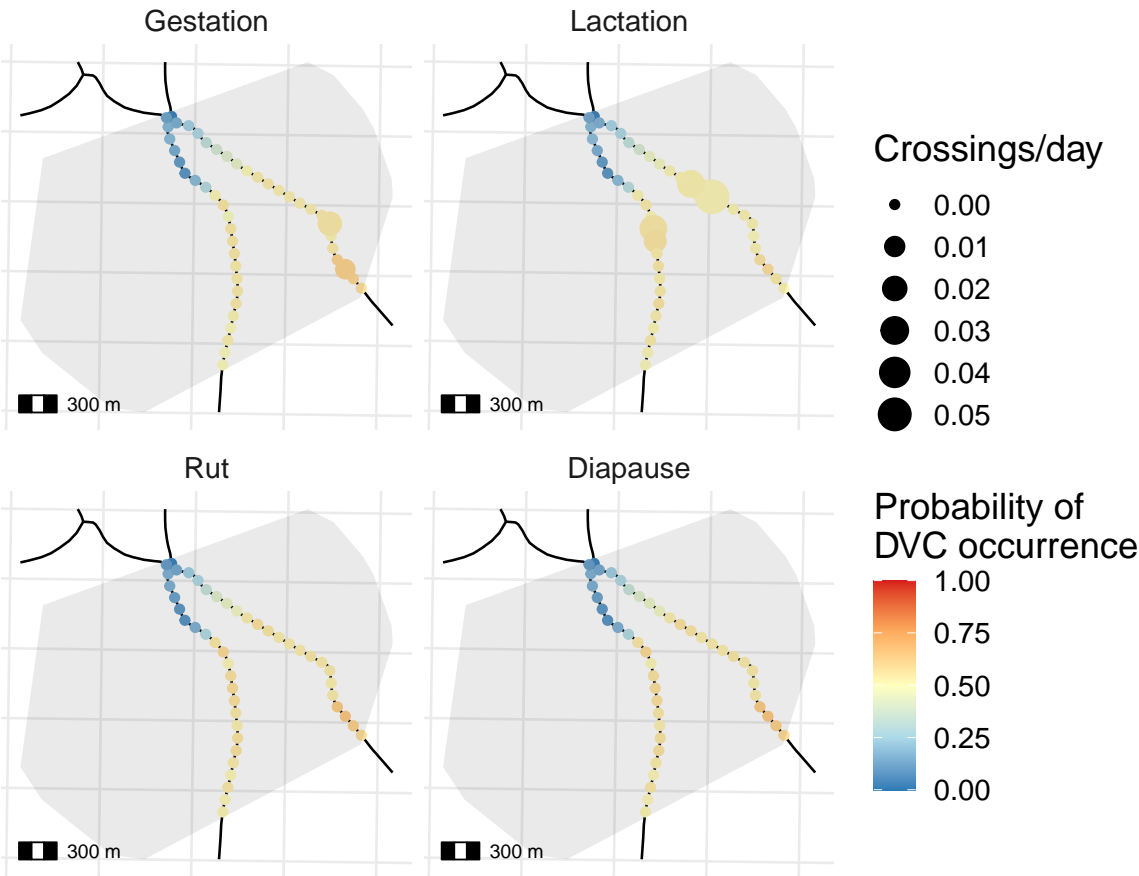 Gestation
Lactation
300 m
300 m
Rut
Diapause
300 m
300 m
Crossings/day
0.00
0.01
0.02
0.03
0.04
0.05
Probability of
DVC occurrence
1.00
0.75
0.50
0.25
0.00